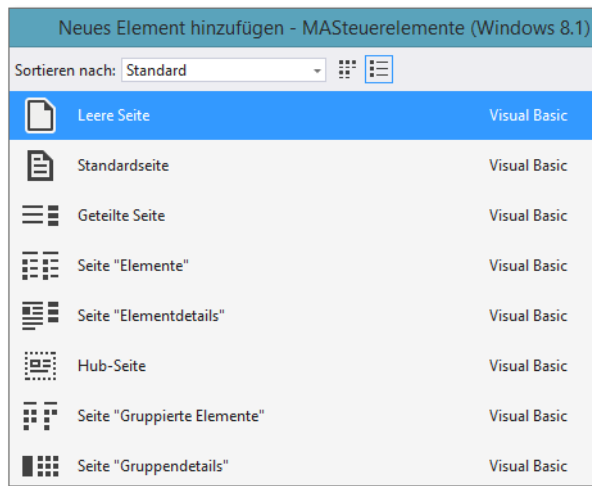 Neues Element hinzufügen - MASteuerelemente (Windows 8.1)
Sortieren nach: Standard
Leere Seite Visual Basic
Standardseite Visual Basic
Geteilte Seite Visual Basic
Seite "Elemente" Visual Basic
Seite "Elementdetails" Visual Basic
Hub-Seite Visual Basic
Seite "Gruppierte Elemente" Visual Basic
Seite "Gruppendetails" Visual Basic